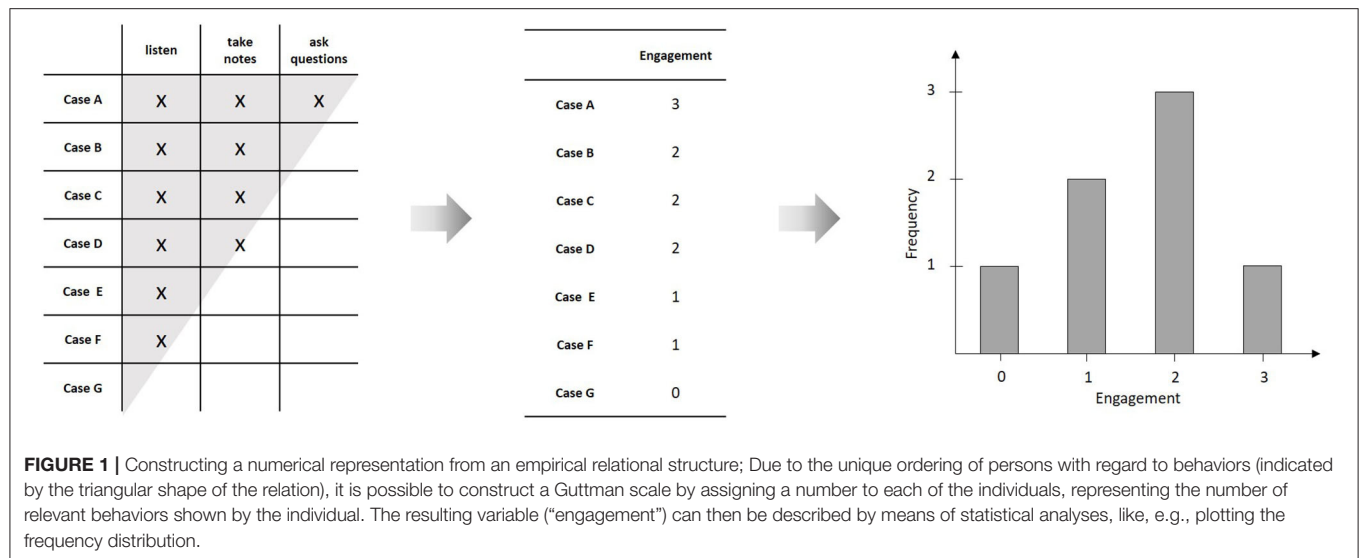 listen take notes ask questions
Case A X X X
Case B X X
Case C X X
Case D X X
Case E X
Case F X
Case G
Engagement
Case A 3
Case B 2
Case C 2
Case D 2
Case E 1
Case F 1
Case G 0
Frequency
3
2
1
0 1 2 3
Engagement
FIGURE 1 | Constructing a numerical representation from an empirical relational structure; Due to the unique ordering of persons with regard to behaviors (indicated
by the triangular shape of the relation), it is possible to construct a Guttman scale by assigning a number to each of the individuals, representing the number of
relevant behaviors shown by the individual. The resulting variable (“engagement”) can then be described by means of statistical analyses, like, e.g., plotting the
frequency distribution.